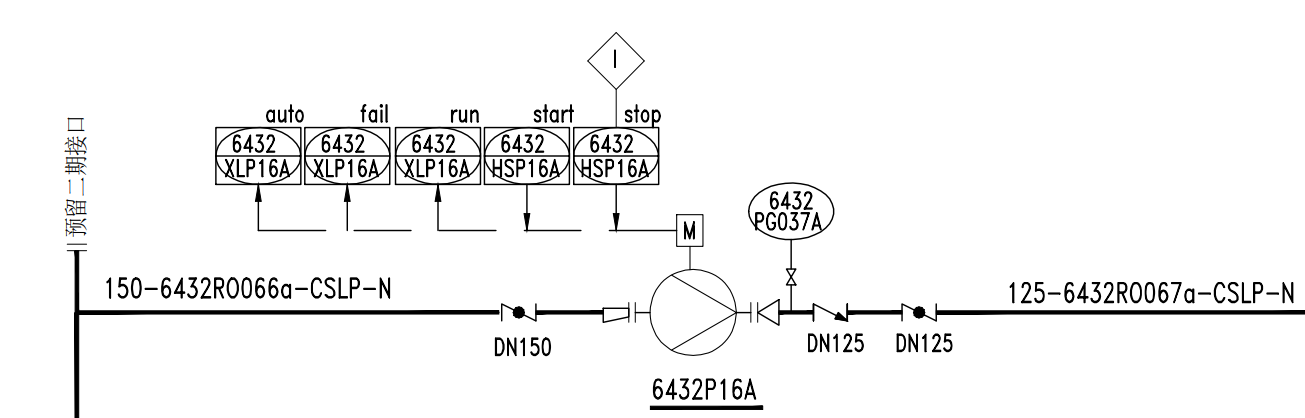 I
auto
fail
run
start
stop
6432
XLP16A
6432
XLP16A
6432
XLP16A
6432
HSP16A
6432
HSP16A
预留二期接口
M
6432
PG037A
150-6432RO066a-CSLP-N
125-6432RO067a-CSLP-N
DN150
DN125
DN125
6432P16A